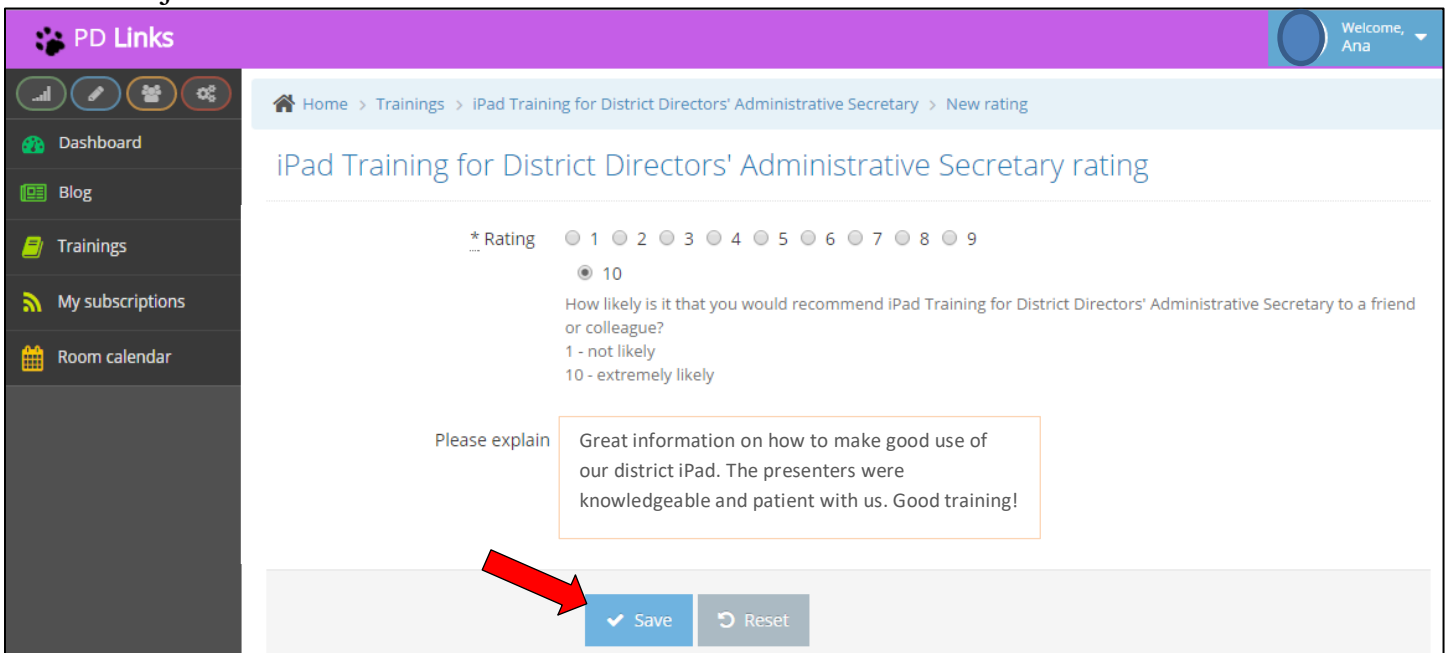 PD Links
Welcome,
Ana
Home > Trainings > iPad Training for District Directors' Administrative Secretary > New rating
Dashboard
Blog
Trainings
My subscriptions
Room calendar
iPad Training for District Directors' Administrative Secretary rating
* Rating 1 2 3 4 5 6 7 8 9
10
How likely is it that you would recommend iPad Training for District Directors' Administrative Secretary to a friend
or colleague?
1 - not likely
10 - extremely likely
Please explain
Great information on how to make good use of
our district iPad. The presenters were
knowledgeable and patient with us. Good training!
Save Reset